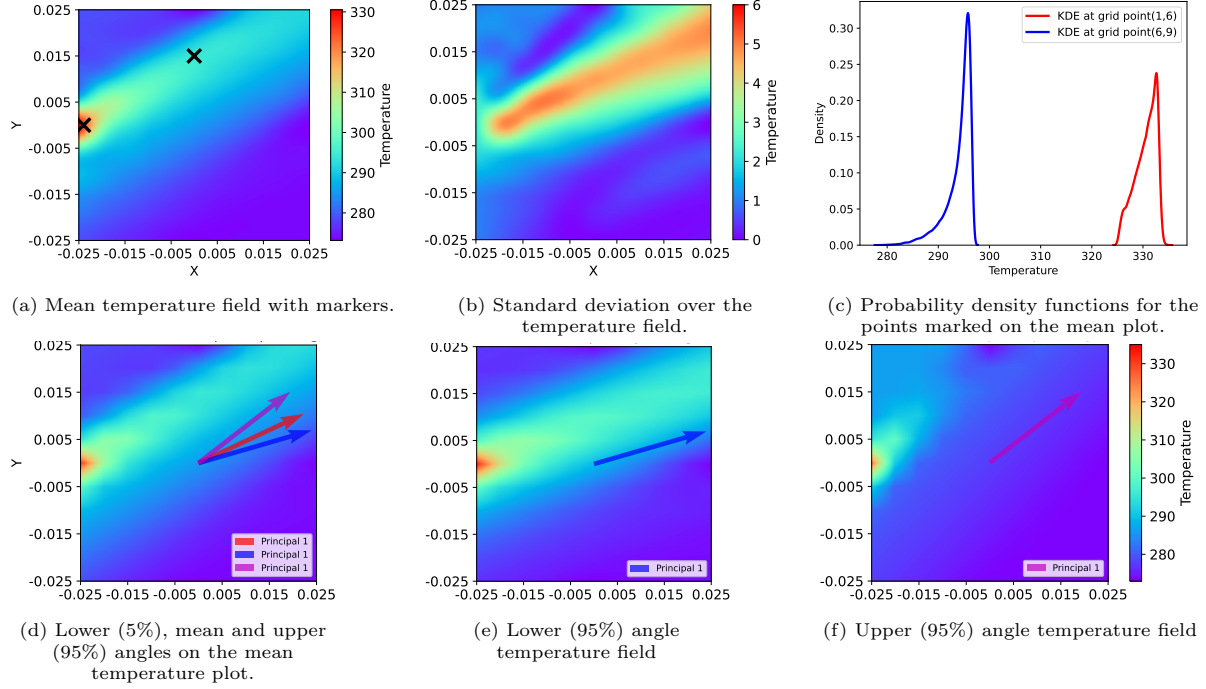 0.025
0.015
0.005
-0.005
-0.015
-0.025
Y
-0.025 -0.015 -0.005 0.005 0.015 0.025
X
330
320
310
300
290
280
Temperature
0.025
0.015
0.005
-0.005
-0.015
-0.025
-0.025 -0.015 -0.005 0.005 0.015 0.025
X
6
5
4
3
2
1
0
Temperature
KDE at grid point(1,6)
KDE at grid point(6,9)
0.30
0.25
0.20
0.15
0.10
0.05
0.00
Density
280 290 300 310 320 330
Temperature
(a) Mean temperature field with markers.
(b) Standard deviation over the
temperature field.
(c) Probability density functions for the
points marked on the mean plot.
0.025
0.015
0.005
-0.005
-0.015
-0.025
Y
-0.025 -0.015 -0.005 0.005 0.015 0.025
Principal 1
Principal 1
Principal 1
0.025
0.015
0.005
-0.005
-0.015
-0.025
-0.025 -0.015 -0.005 0.005 0.015 0.025
Principal 1
0.025
0.015
0.005
-0.005
-0.015
-0.025
-0.025 -0.015 -0.005 0.005 0.015 0.025
Principal 1
330
320
310
300
290
280
Temperature
(d) Lower (5%), mean and upper
(95%) angles on the mean
temperature plot.
(e) Lower (95%) angle
temperature field
(f) Upper (95%) angle temperature field